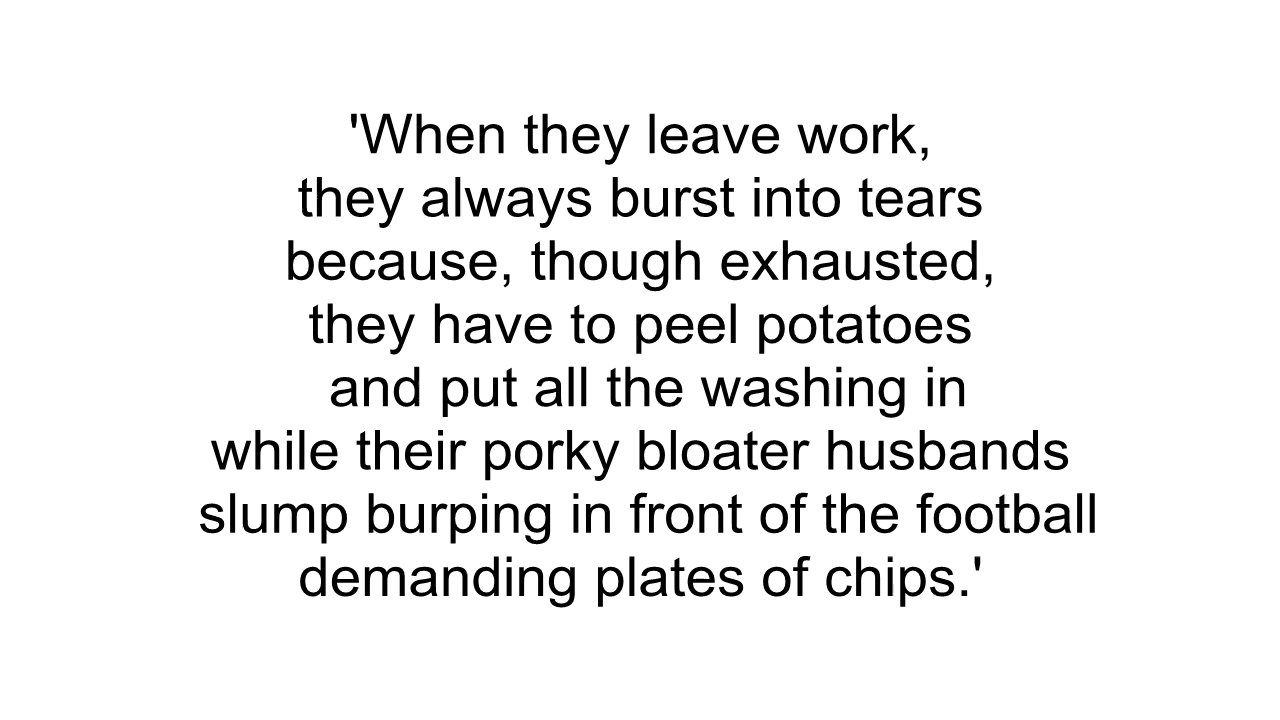 'When they leave work,
they always burst into tears
because, though exhausted,
they have to peel potatoes
and put all the washing in
while their porky bloater husbands
slump burping in front of the football
demanding plates of chips.'